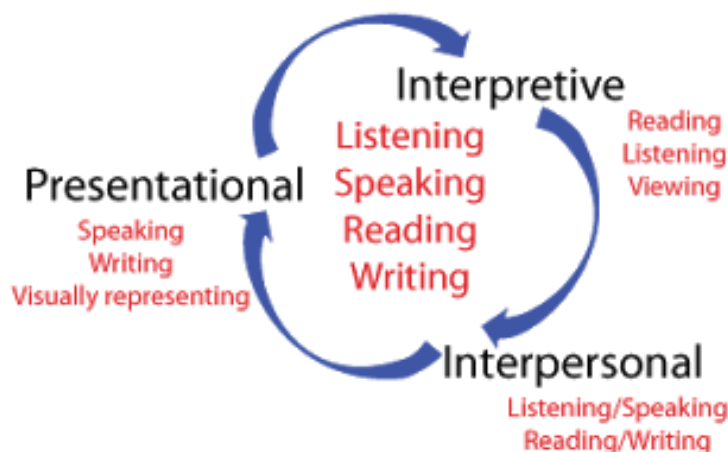 Interpretive
Reading
Listening
Viewing
Listening
Speaking
Reading
Writing
Presentational
Speaking
Writing
Visually representing
Interpersonal
Listening/Speaking
Reading/Writing